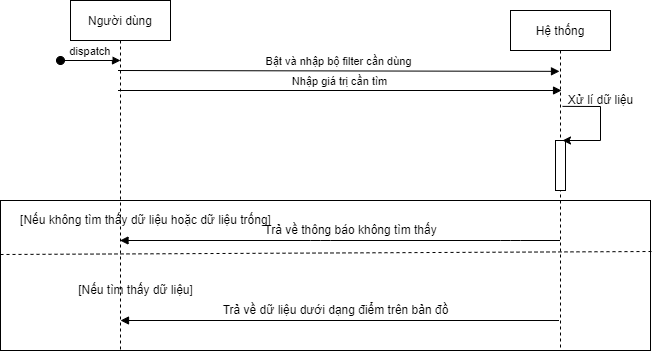 Người dùng
Hệ thống
dispatch
Bật và nhập bộ filter cần dùng
Nhập giá trị cần tìm
Xử lí dữ liệu
[Nếu không tìm thấy dữ liệu hoặc dữ liệu trống]
Trả về thông báo không tìm thấy
[Nếu tìm thấy dữ liệu]
Trả về dữ liệu dưới dạng điểm trên bản đồ